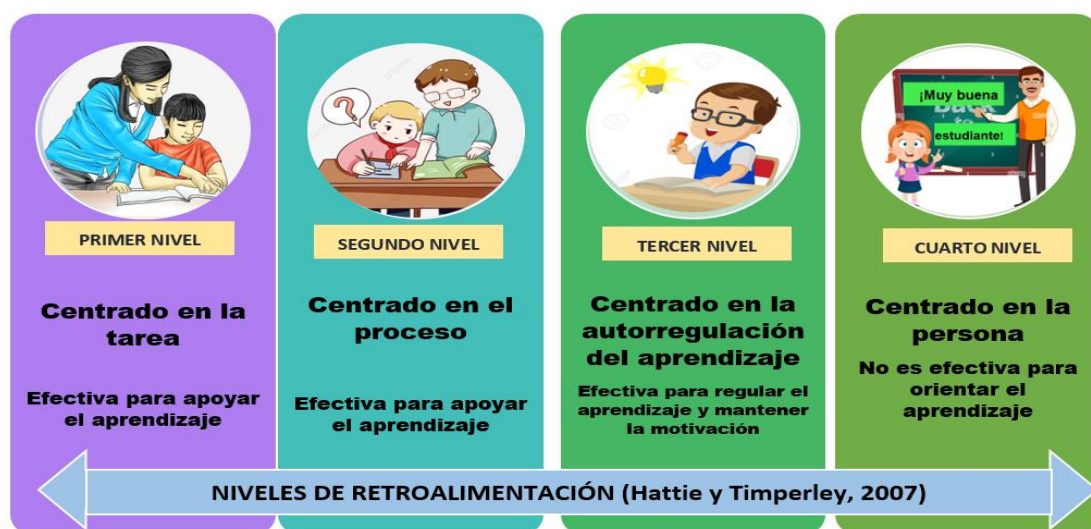 PRIMER NIVEL
Centrado en la
tarea
Efectiva para apoyar
el aprendizaje
SEGUNDO NIVEL
Centrado en el
proceso
Efectiva para apoyar
el aprendizaje
TERCER NIVEL
Centrado en la
autorregulación
del aprendizaje
Efectiva para regular el
aprendizaje y mantener
la motivación
¡Muy buena
estudiante!
CUARTO NIVEL
Centrado en la
persona
No es efectiva para
orientar el
aprendizaje
NIVELES DE RETROALIMENTACIÓN (Hattie y Timperley, 2007)